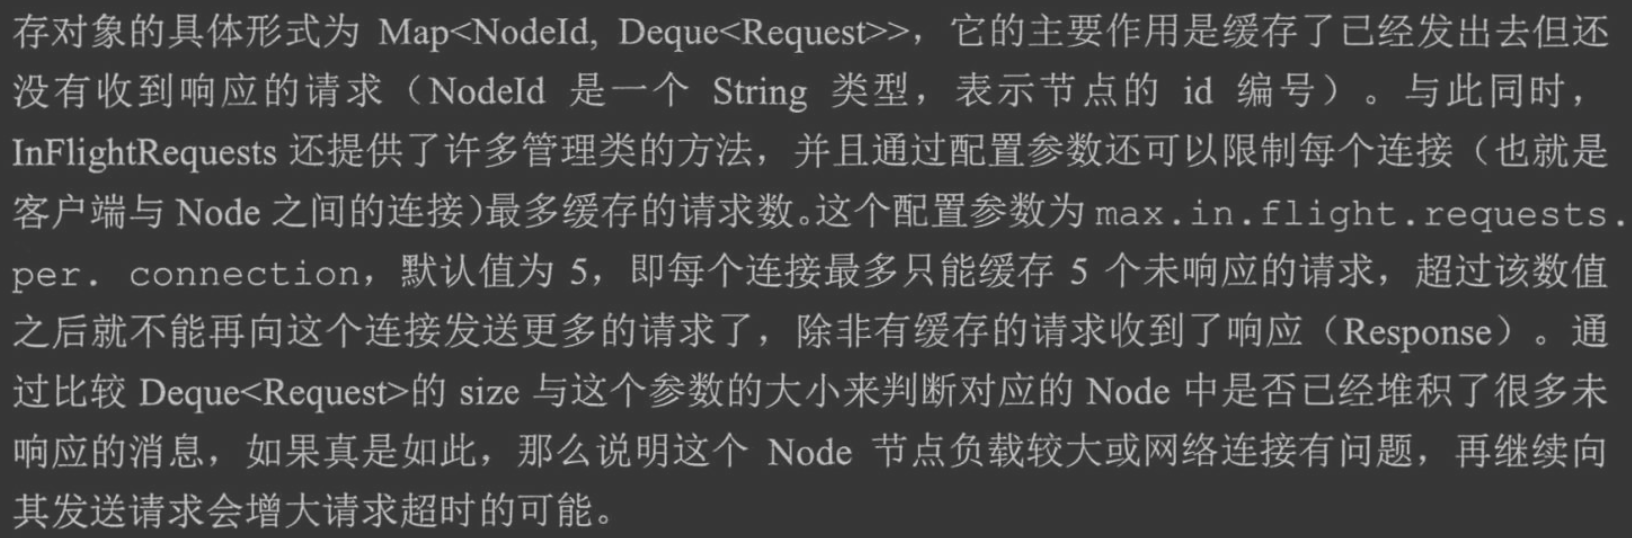 存对象的具体形式为 Map<NodeId, Deque<Request>>，它的主要作用是缓存了已经发出去但还
没有收到响应的请求（NodeId 是一个 String 类型，表示节点的 id 编号）。与此同时，
InFlightRequests 还提供了许多管理类的方法，并且通过配置参数还可以限制每个连接（也就是
客户端与 Node 之间的连接）最多缓存的请求数。这个配置参数为 max.in.flight.requests.
per. connection，默认值为 5，即每个连接最多只能缓存 5 个未响应的请求，超过该数值
之后就不能再向这个连接发送更多的请求了，除非有缓存的请求收到了响应（Response）。通
过比较 Deque<Request>的 size 与这个参数的大小来判断对应的 Node 中是否已经堆积了很多未
响应的消息，如果真是如此，那么说明这个 Node 节点负载较大或网络连接有问题，再继续向
其发送请求会增大请求超时的可能。